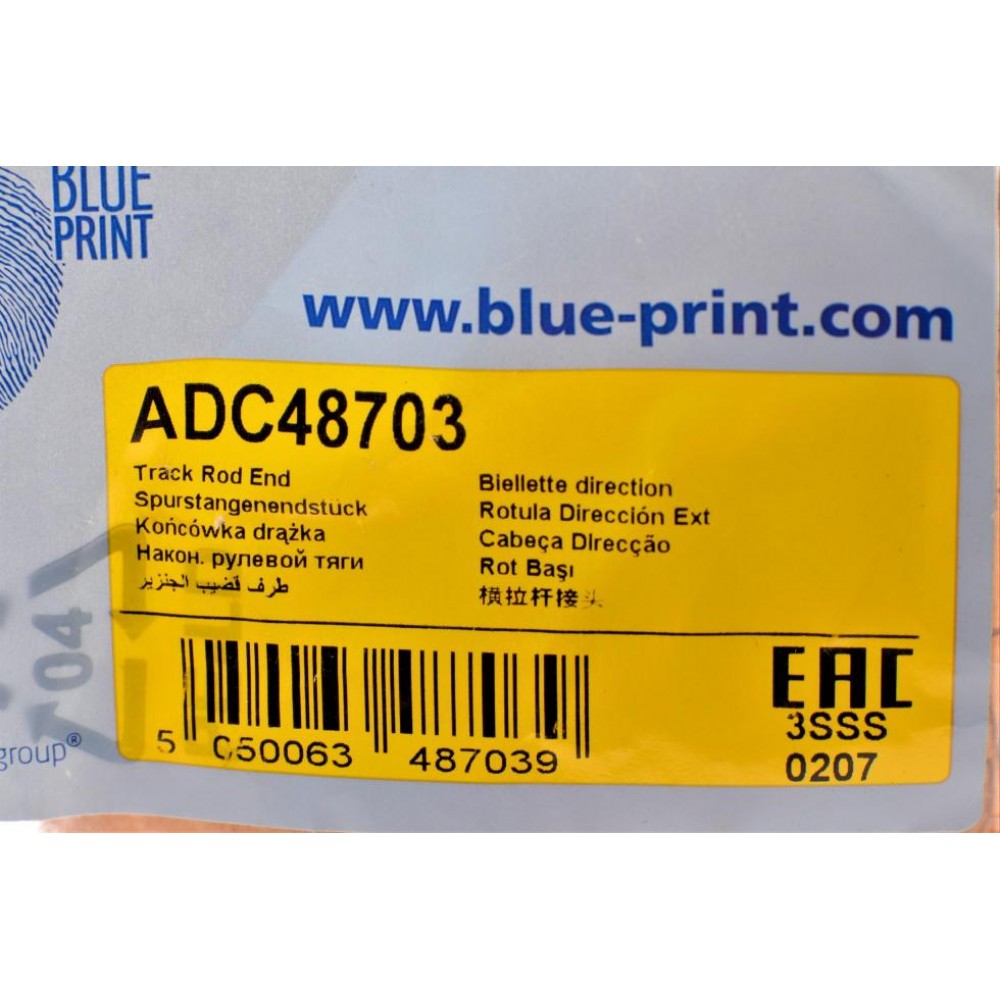 BLUE
PRINT
www.blue-print.com
ADC48703
Track Rod End
Spurstangenendstück
Końcówka drążka
Након. рулевой тяги
طرف قضيب الجنزير
Biellette direction
Rotula Dirección Ext
Cabeça Direcção
Rot Başı
横拉杆接头
5 050063 487039
EAC
3SSS
0207
04
group®